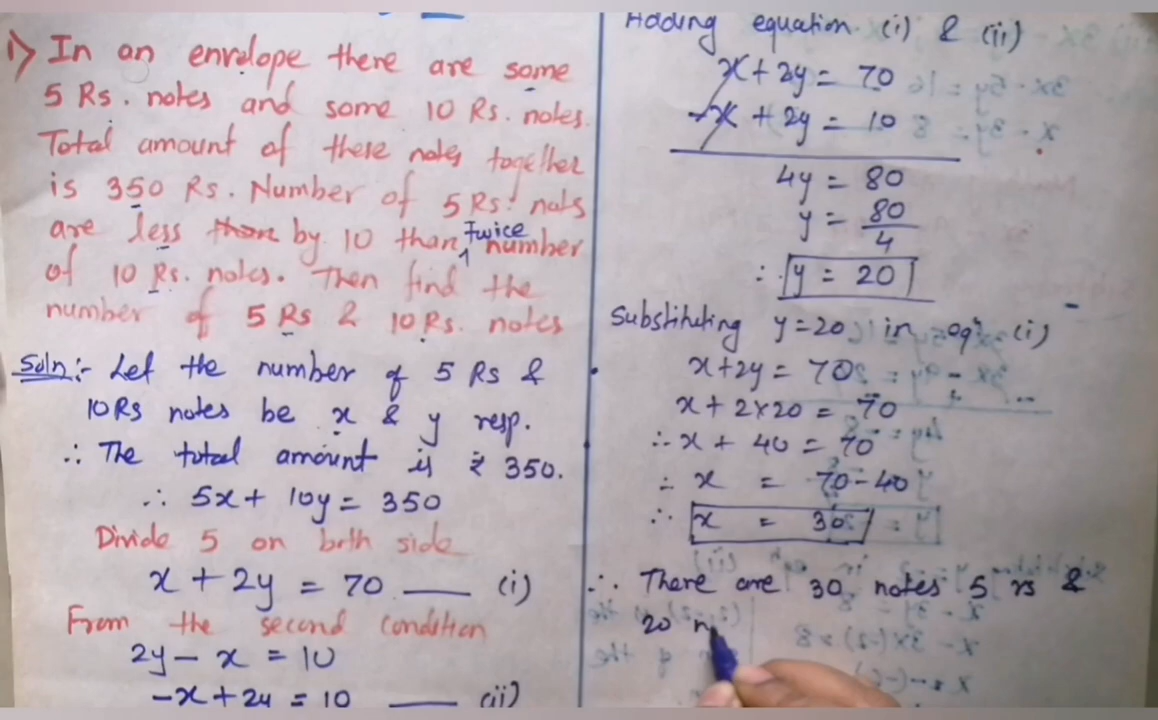 1) In an envelope there are some
5 Rs. notes and some 10 Rs. notes.
Total amount of these notes together
is 350 Rs. Number of 5 Rs. nots
are less than by 10 than twice number
of 10 Rs. notes. Then find the
number of 5 Rs & 10 Rs. notes
Soln:- Let the number of 5 Rs &
10 Rs notes be x & y resp.
∴ The total amount is ₹ 350.
∴ 5x + 10y = 350
Divide 5 on both side
x + 2y = 70 —— (i)
From the second condition
2y - x = 10
-x + 2y = 10 —— (ii)
Adding equation (i) & (ii)
x + 2y = 70
-x + 2y = 10
4y = 80
y = 80/4
∴ y = 20
Substituting y=20 in eqn (i)
x+2y = 70
x + 2×20 = 70
∴ x + 40 = 70
∴ x = 70-40
∴ x = 30
∴ There are 30 notes 5 rs &
20 n